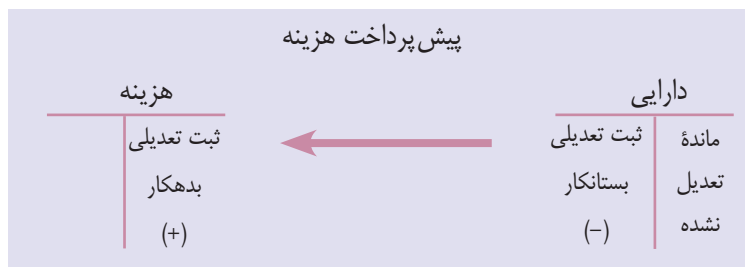 پیش‌پرداخت هزینه
دارایی
ماندهٔ
تعدیل
نشده
ثبت تعدیلی
بستانکار
(−)
هزینه
ثبت تعدیلی
بدهکار
(+)